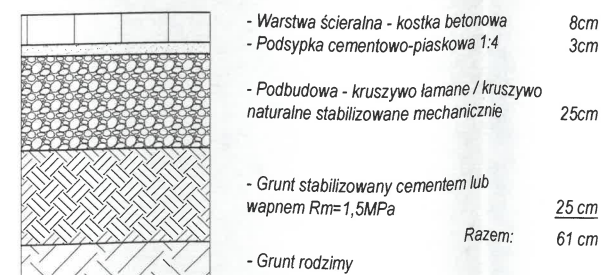 - Warstwa ścieralna - kostka betonowa 8cm
- Podsypka cementowo-piaskowa 1:4 3cm
- Podbudowa - kruszywo łamane / kruszywo
naturalne stabilizowane mechanicznie 25cm
- Grunt stabilizowany cementem lub
wapnem Rm=1,5MPa 25 cm
Razem: 61 cm
- Grunt rodzimy